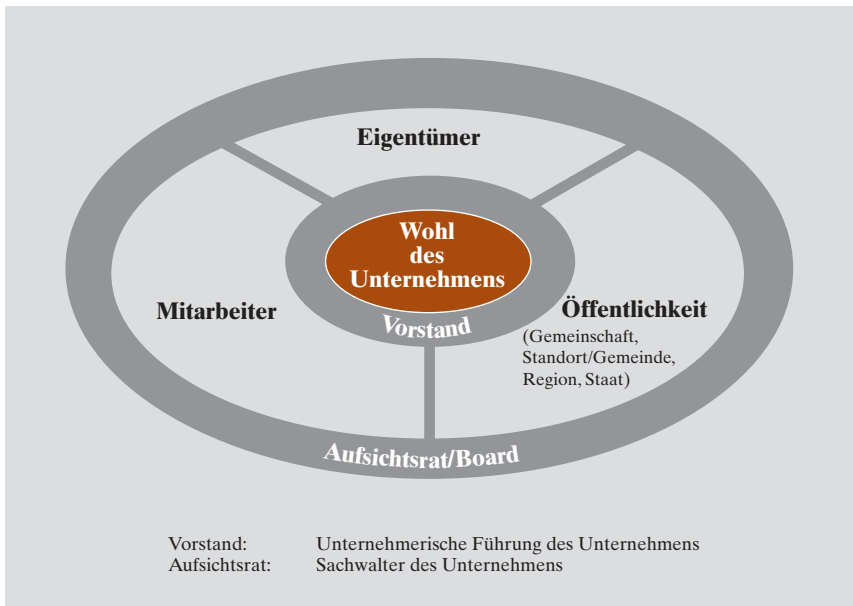 Eigentümer
Wohl
des
Unternehmens
Mitarbeiter
Öffentlichkeit
(Gemeinschaft,
Standort/Gemeinde,
Region, Staat)
Vorstand
Aufsichtsrat/Board
Vorstand: Unternehmerische Führung des Unternehmens
Aufsichtsrat: Sachwalter des Unternehmens